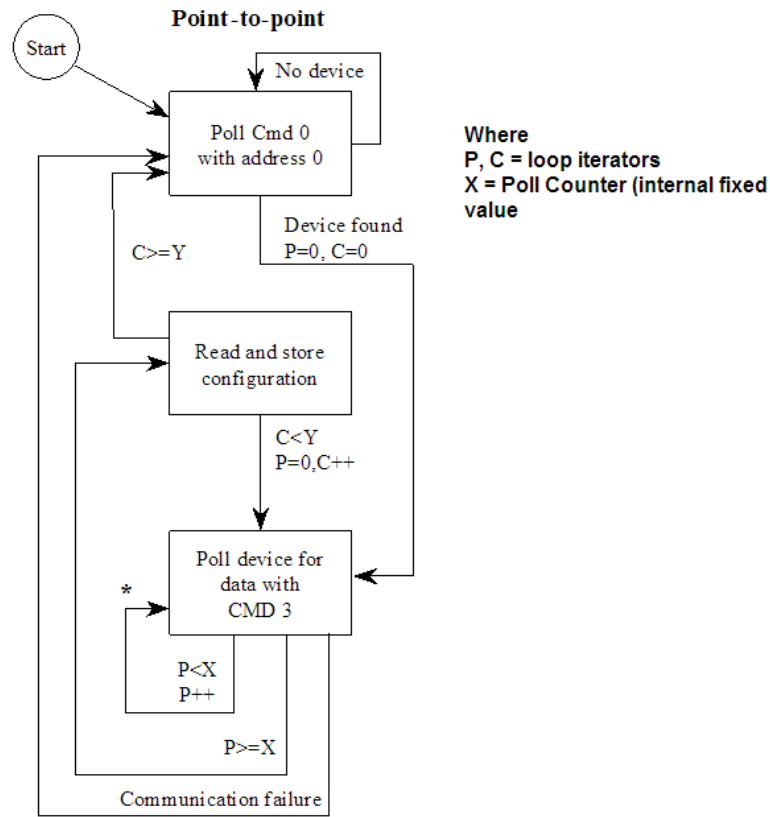 Point-to-point
Start
No device
Poll Cmd 0
with address 0
Where
P, C = loop iterators
X = Poll Counter (internal fixed
value
Device found
P=0, C=0
C>=Y
Read and store
configuration
C<Y
P=0,C++
Poll device for
data with
CMD 3
*
P<X
P++
P>=X
Communication failure